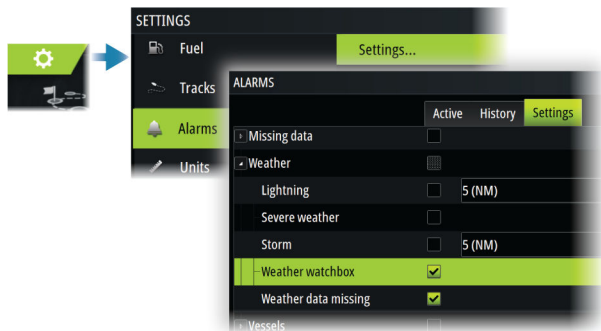 SETTINGS
Fuel
Settings...
Tracks
Alarms
Units
ALARMS
Active History Settings
Missing data
Weather
Lightning 5 (NM)
Severe weather
Storm 5 (NM)
Weather watchbox
Weather data missing
Vessels